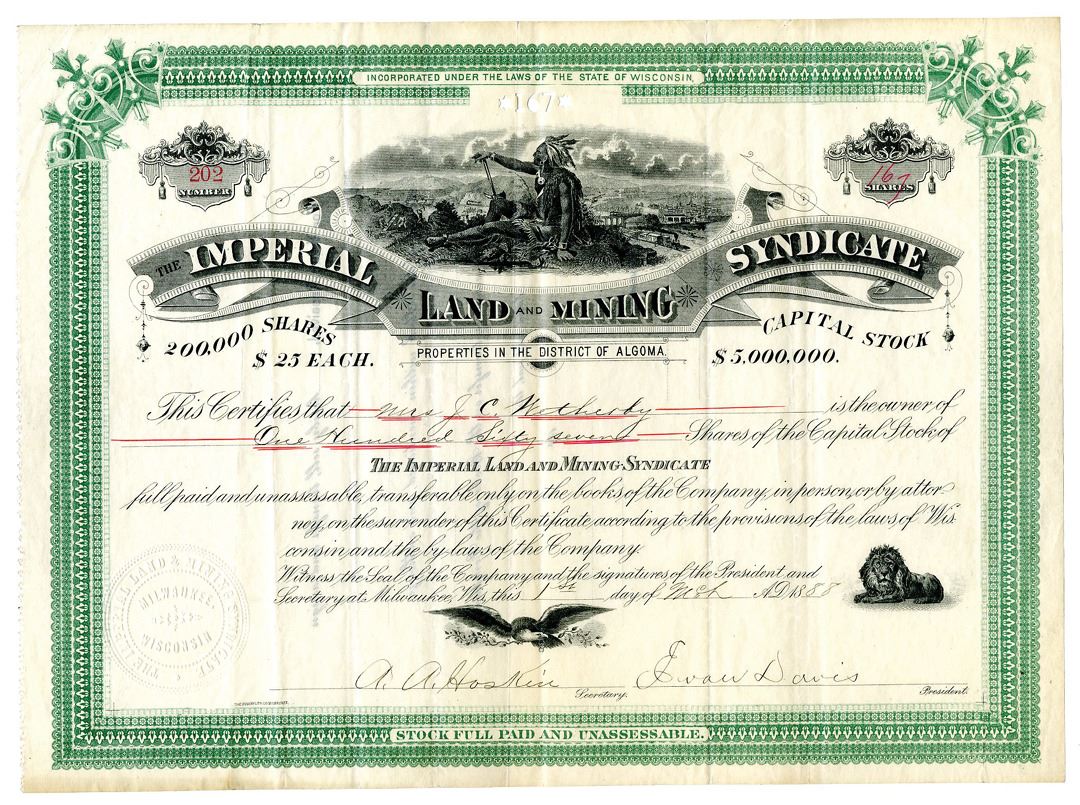 INCORPORATED UNDER THE LAWS OF THE STATE OF WISCONSIN.
*167*
202
NUMBER
167
SHARES
THE IMPERIAL
LAND AND MINING
SYNDICATE
200,000 SHARES
$25 EACH.
PROPERTIES IN THE DISTRICT OF ALGOMA.
CAPITAL STOCK
$5,000,000.
This Certifies that Mrs J. C. Wotherby is the owner of
One Hundred Sixty seven Shares of the Capital Stock of
THE IMPERIAL LAND AND MINING SYNDICATE
full paid and unassessable, transferable only on the books of the Company, in person, or by attor-
ney, on the surrender of this Certificate according to the provisions of the laws of Wis
consin and the by-laws of the Company.
Witness the Seal of the Company and the signatures of the President and
Secretary at Milwaukee, Wis, this 1st day of Mch A.D. 1888
THE IMPERIAL LAND & MINING SYNDICATE
MILWAUKEE,
WISCONSIN
A. A. Hoskin
Secretary.
Davis
President.
STOCK FULL PAID AND UNASSESSABLE.